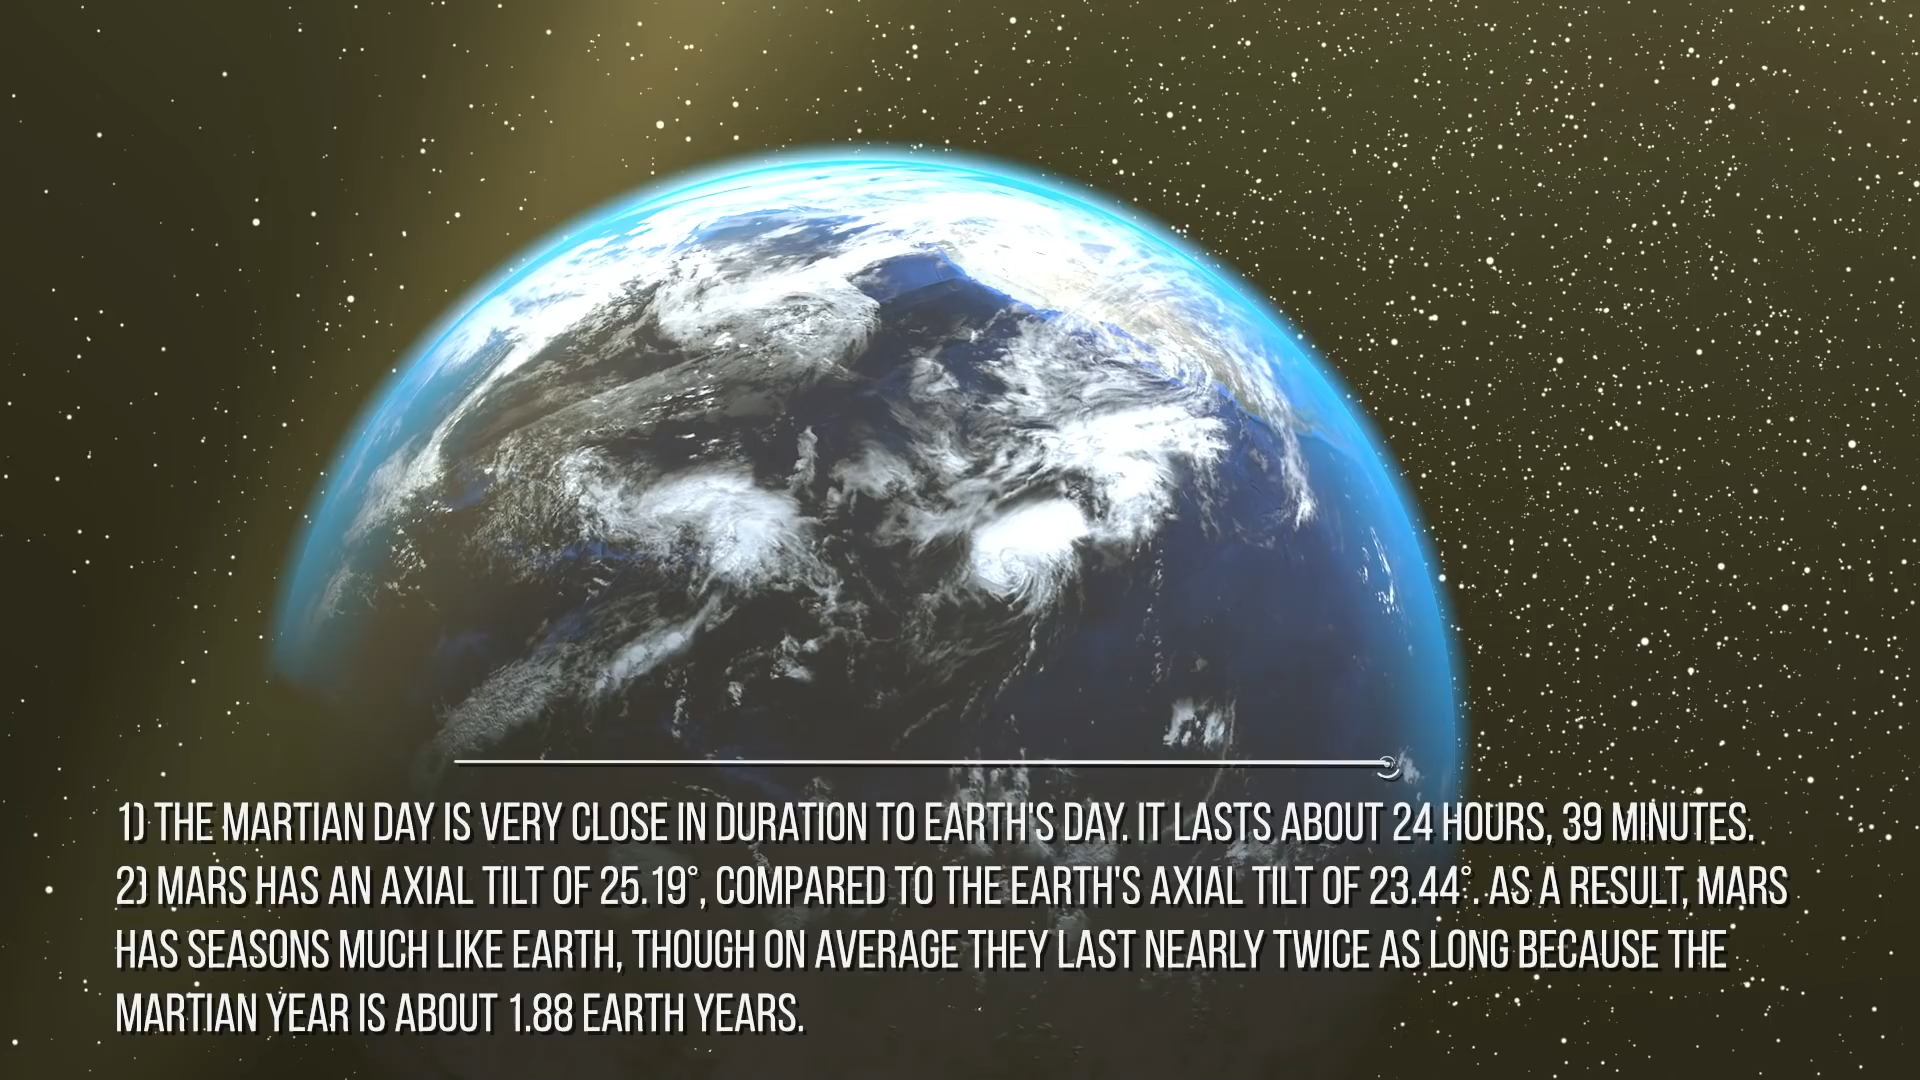 1) THE MARTIAN DAY IS VERY CLOSE IN DURATION TO EARTH'S DAY. IT LASTS ABOUT 24 HOURS, 39 MINUTES.
2) MARS HAS AN AXIAL TILT OF 25.19°, COMPARED TO THE EARTH'S AXIAL TILT OF 23.44°. AS A RESULT, MARS
HAS SEASONS MUCH LIKE EARTH, THOUGH ON AVERAGE THEY LAST NEARLY TWICE AS LONG BECAUSE THE
MARTIAN YEAR IS ABOUT 1.88 EARTH YEARS.